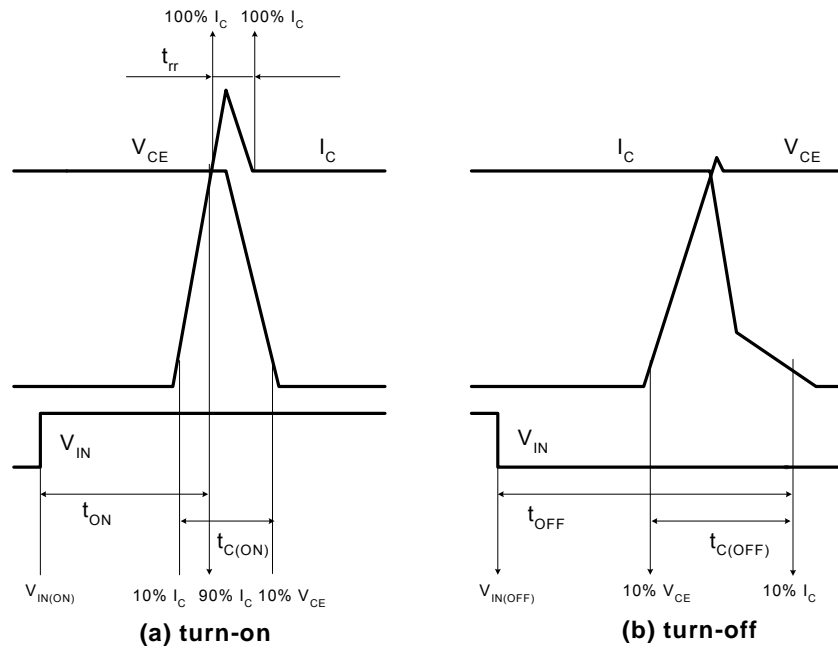 100% I_C 100% I_C
t_rr
V_CE I_C
I_C V_CE
V_IN
V_IN
t_ON
t_OFF
t_C(ON)
t_C(OFF)
V_IN(ON) 10% I_C 90% I_C 10% V_CE
V_IN(OFF) 10% V_CE 10% I_C
(a) turn-on
(b) turn-off